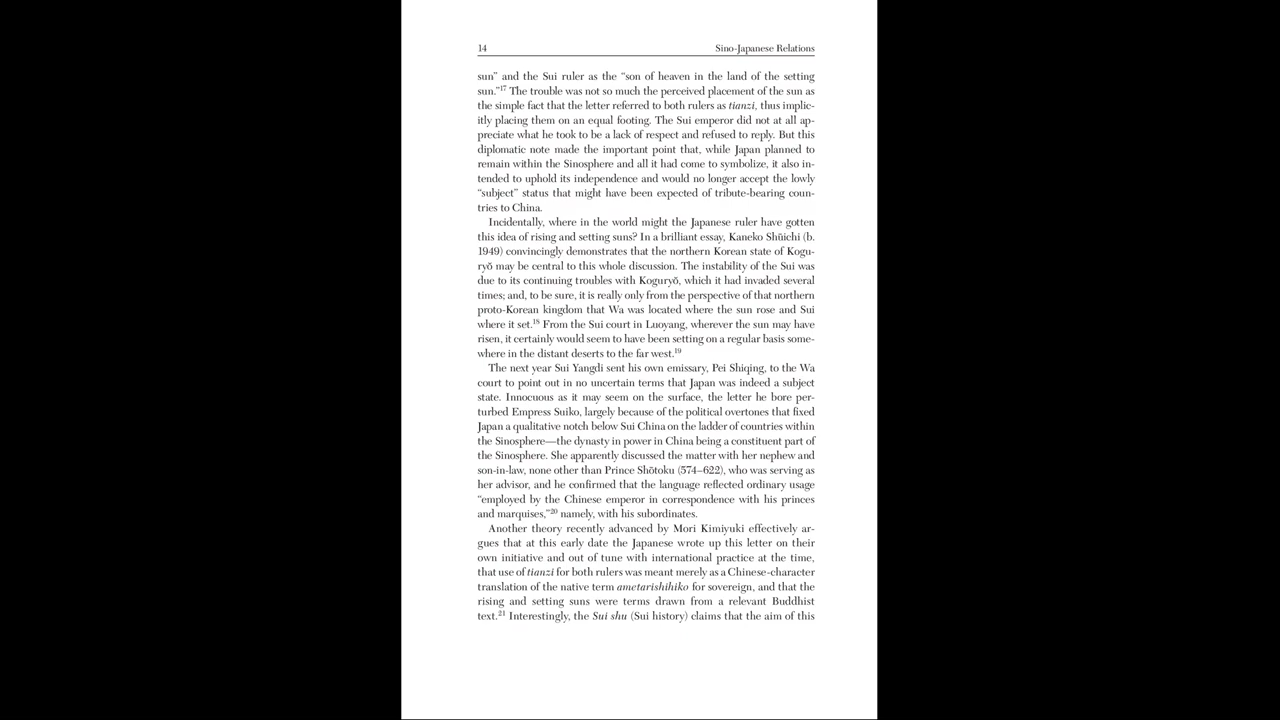 14
Sino-Japanese Relations
sun” and the Sui ruler as the “son of heaven in the land of the setting
sun.”17 The trouble was not so much the perceived placement of the sun as
the simple fact that the letter referred to both rulers as tianzi, thus implic-
itly placing them on an equal footing. The Sui emperor did not at all ap-
preciate what he took to be a lack of respect and refused to reply. But this
diplomatic note made the important point that, while Japan planned to
remain within the Sinosphere and all it had come to symbolize, it also in-
tended to uphold its independence and would no longer accept the lowly
“subject” status that might have been expected of tribute-bearing coun-
tries to China.
Incidentally, where in the world might the Japanese ruler have gotten
this idea of rising and setting suns? In a brilliant essay, Kaneko Shūichi (b.
1949) convincingly demonstrates that the northern Korean state of Kogu-
ryŏ may be central to this whole discussion. The instability of the Sui was
due to its continuing troubles with Koguryŏ, which it had invaded several
times; and, to be sure, it is really only from the perspective of that northern
proto-Korean kingdom that Wa was located where the sun rose and Sui
where it set.18 From the Sui court in Luoyang, wherever the sun may have
risen, it certainly would seem to have been setting on a regular basis some-
where in the distant deserts to the far west.19
The next year Sui Yangdi sent his own emissary, Pei Shiqing, to the Wa
court to point out in no uncertain terms that Japan was indeed a subject
state. Innocuous as it may seem on the surface, the letter he bore per-
turbed Empress Suiko, largely because of the political overtones that fixed
Japan a qualitative notch below Sui China on the ladder of countries within
the Sinosphere—the dynasty in power in China being a constituent part of
the Sinosphere. She apparently discussed the matter with her nephew and
son-in-law, none other than Prince Shōtoku (574–622), who was serving as
her advisor, and he confirmed that the language reflected ordinary usage
“employed by the Chinese emperor in correspondence with his princes
and marquises,”20 namely, with his subordinates.
Another theory recently advanced by Mori Kimiyuki effectively ar-
gues that at this early date the Japanese wrote up this letter on their
own initiative and out of tune with international practice at the time,
that use of tianzi for both rulers was meant merely as a Chinese-character
translation of the native term ametarishihiko for sovereign, and that the
rising and setting suns were terms drawn from a relevant Buddhist
text.21 Interestingly, the Sui shu (Sui history) claims that the aim of this